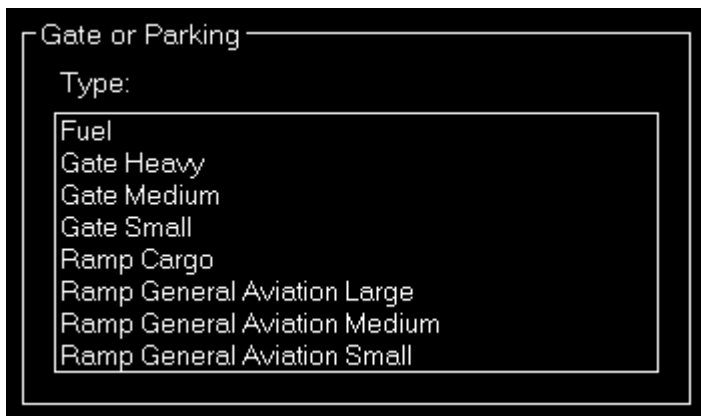 Gate or Parking
Type:
Fuel
Gate Heavy
Gate Medium
Gate Small
Ramp Cargo
Ramp General Aviation Large
Ramp General Aviation Medium
Ramp General Aviation Small